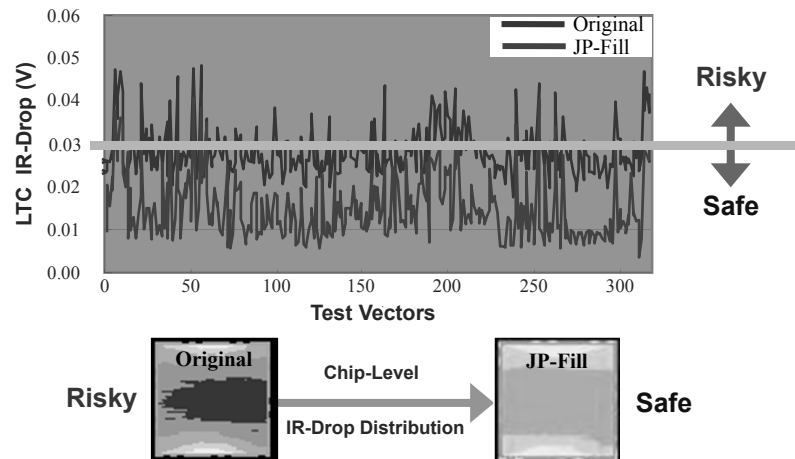 0.06
Original
JP-Fill
0.05
0.04
0.03
0.02
0.01
0.00
LTC IR-Drop (V)
Risky
Safe
0 50 100 150 200 250 300
Test Vectors
Risky
Original
Chip-Level
IR-Drop Distribution
JP-Fill
Safe